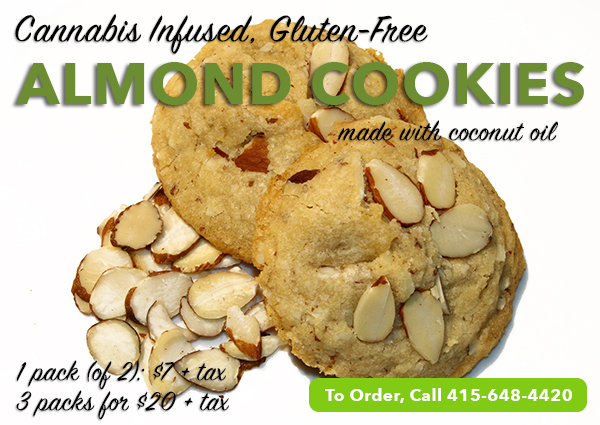 Cannabis Infused, Gluten-Free
ALMOND COOKIES
made with coconut oil
1 pack (of 2): $7 + tax
3 packs for $20 + tax
To Order, Call 415-648-4420